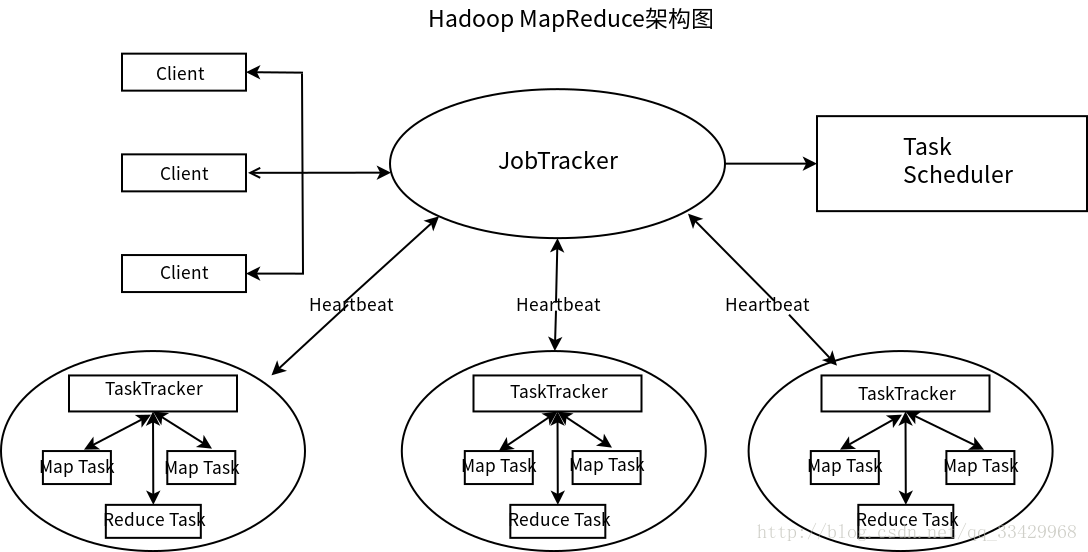 Hadoop MapReduce架构图
Client
Client
Client
JobTracker
Task
Scheduler
Heartbeat
Heartbeat
Heartbeat
TaskTracker
Map Task
Map Task
Reduce Task
TaskTracker
Map Task
Map Task
Reduce Task
TaskTracker
Map Task
Map Task
Reduce Task
http://blog.csdn.net/qq_33429968